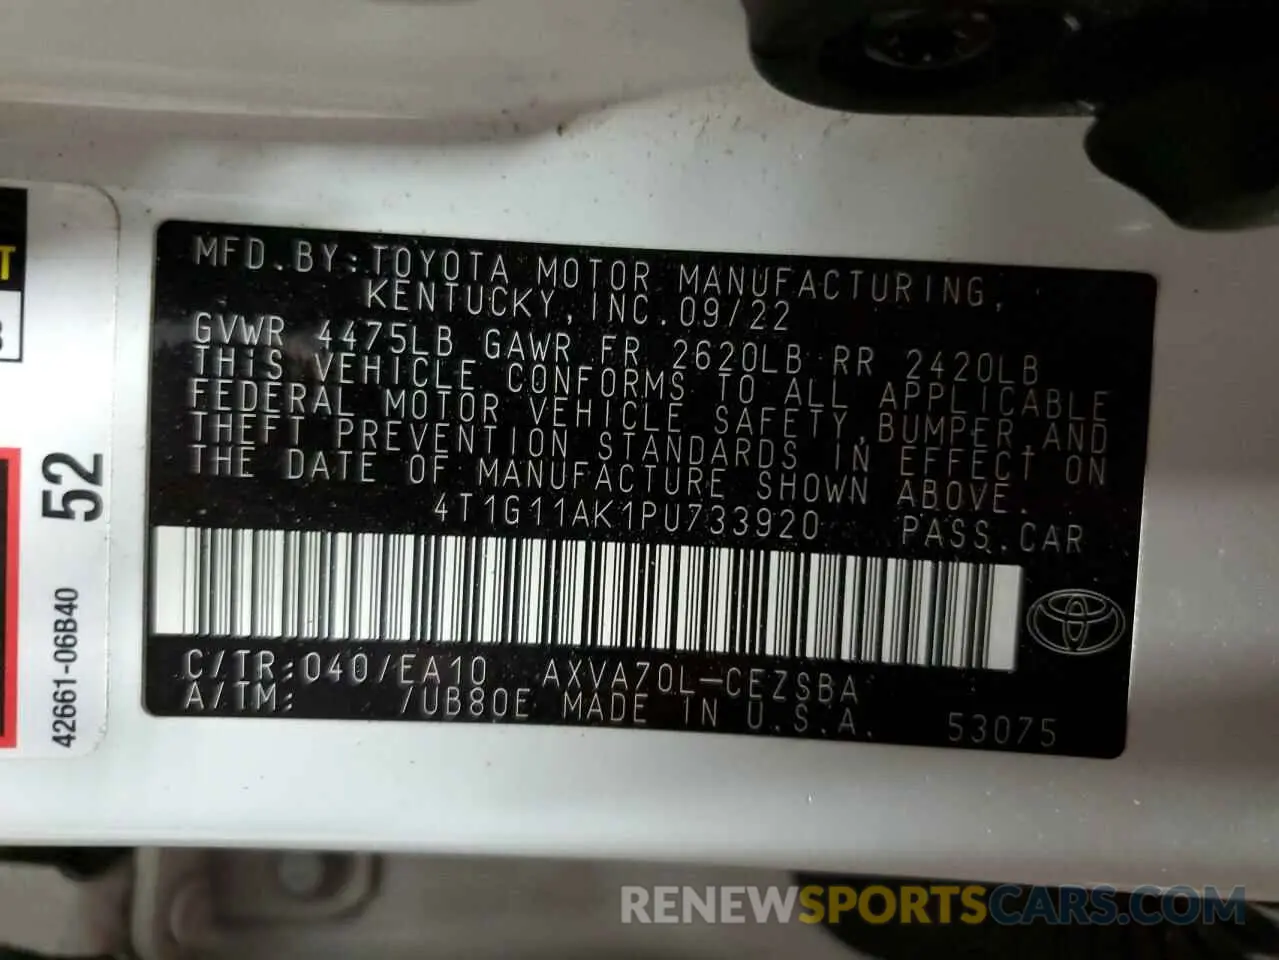 MFD.BY:TOYOTA MOTOR MANUFACTURING,
KENTUCKY,INC.09/22
GVWR 4475LB GAWR FR 2620LB RR 2420LB
THIS VEHICLE CONFORMS TO ALL APPLICABLE
FEDERAL MOTOR VEHICLE SAFETY,BUMPER,AND
THEFT PREVENTION STANDARDS IN EFFECT ON
THE DATE OF MANUFACTURE SHOWN ABOVE.
4T1G11AK1PU733920 PASS.CAR
C/TR:040/EA10 AXVA70L-CEZSBA
A/TM: /UB80E MADE IN U.S.A. 53075
52
42661-06B40
RENEWSPORTSCARS.COM